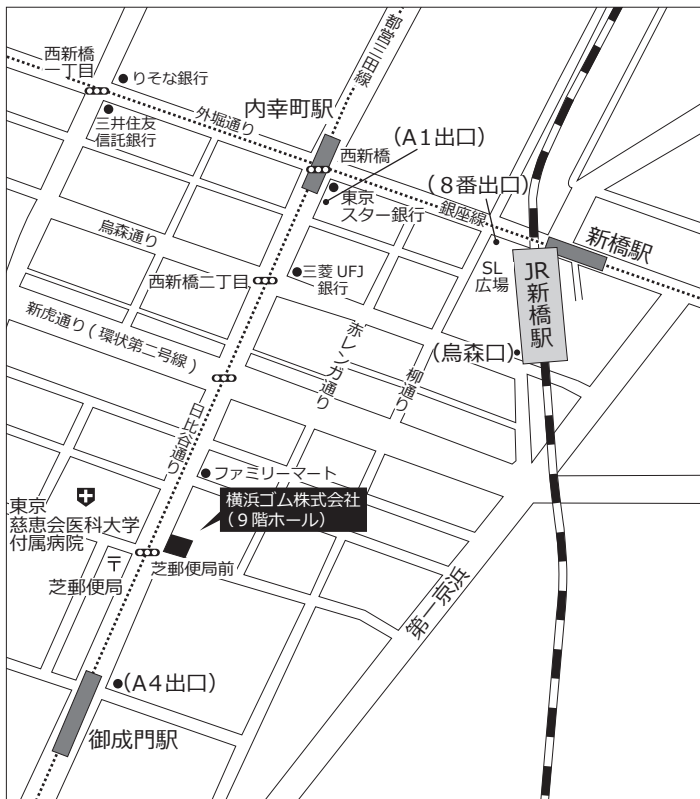 都営三田線
西新橋
一丁目
りそな銀行
内幸町駅
三井住友
信託銀行
外堀通り
西新橋
(A1出口)
東京
スター銀行
(8番出口)
銀座線
新橋駅
烏森通り
西新橋二丁目
三菱UFJ
銀行
SL
広場
JR新橋駅
新虎通り(環状第二号線)
赤レンガ通り
柳通り
(烏森口)
日比谷通り
ファミリーマート
横浜ゴム株式会社
(9階ホール)
東京
慈恵会医科大学
付属病院
〒
芝郵便局
芝郵便局前
第一京浜
(A4出口)
御成門駅